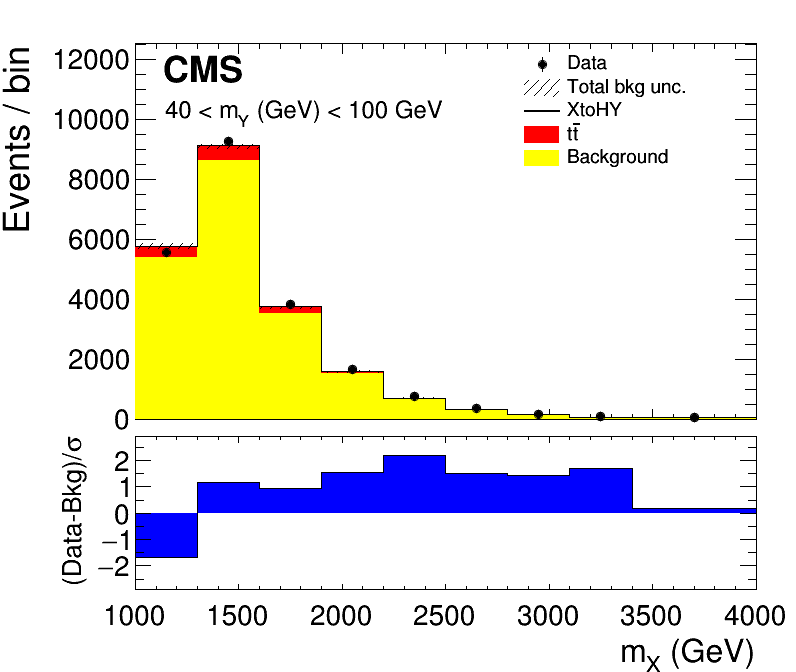 Events / bin
12000
10000
8000
6000
4000
2000
0
CMS
40 < m_Y (GeV) < 100 GeV
Data
Total bkg unc.
XtoHY
tt̄
Background
(Data-Bkg)/σ
2
1
0
−1
−2
1000 1500 2000 2500 3000 3500 4000
m_X (GeV)